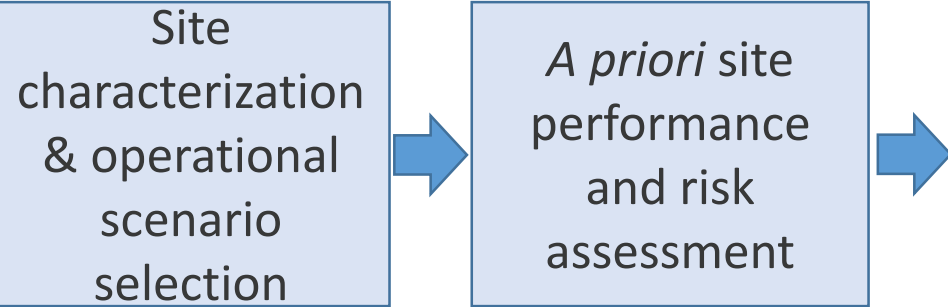 Site
characterization
& operational
scenario
selection
A priori site
performance
and risk
assessment